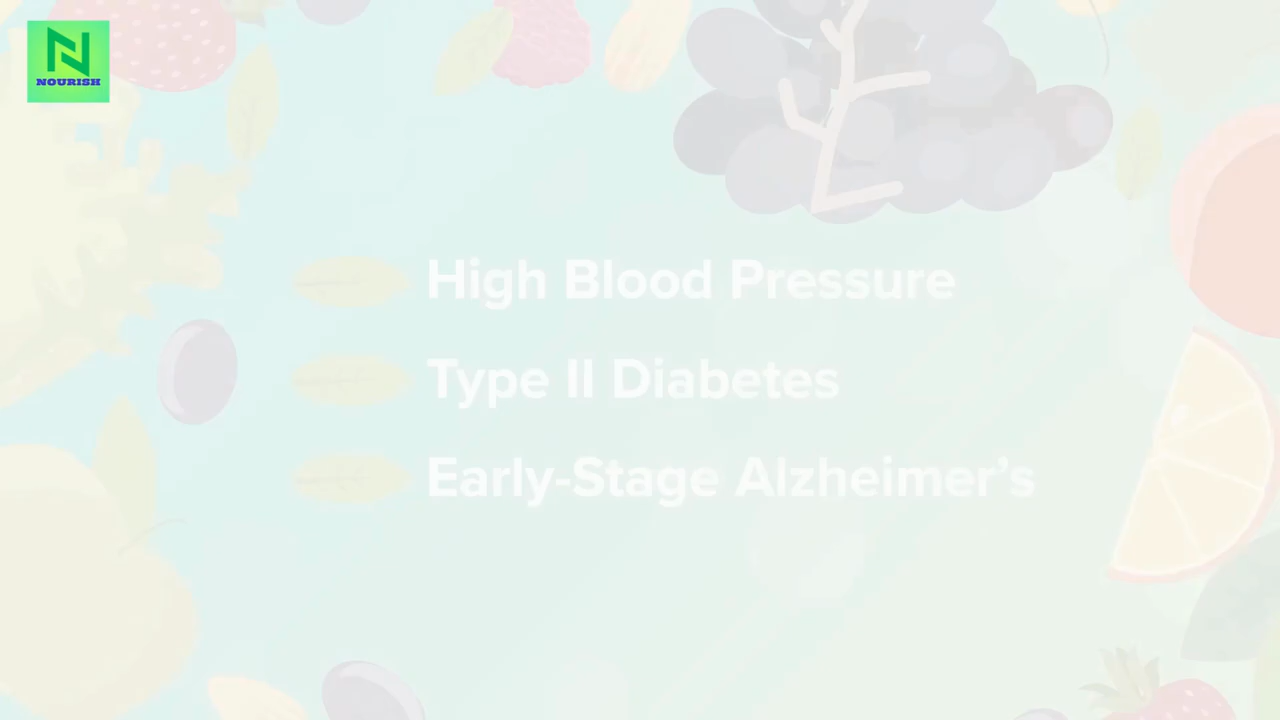 NOURISH
High Blood Pressure
Type II Diabetes
Early-Stage Alzheimer’s